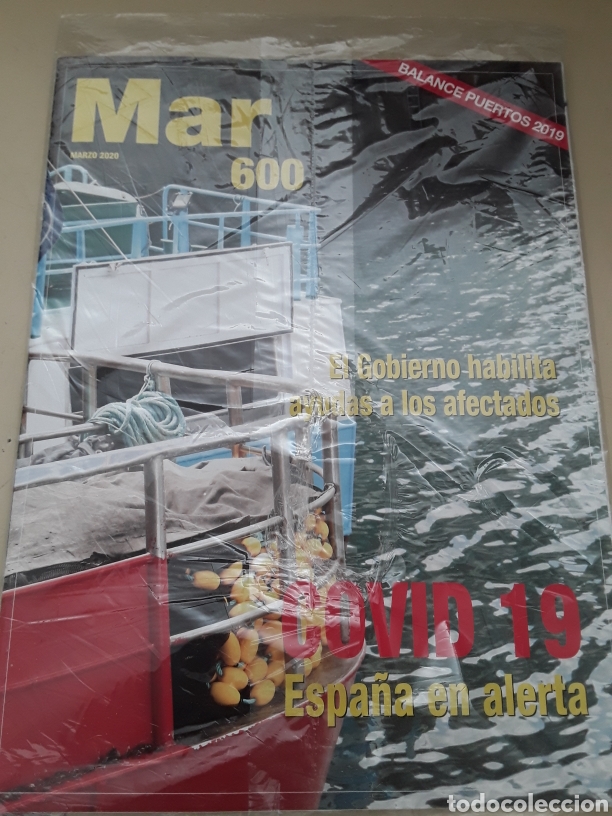 BALANCE PUERTOS 2019
Mar
MARZO 2020
600
El Gobierno habilita
ayudas a los afectados
COVID 19
España en alerta
todocoleccion